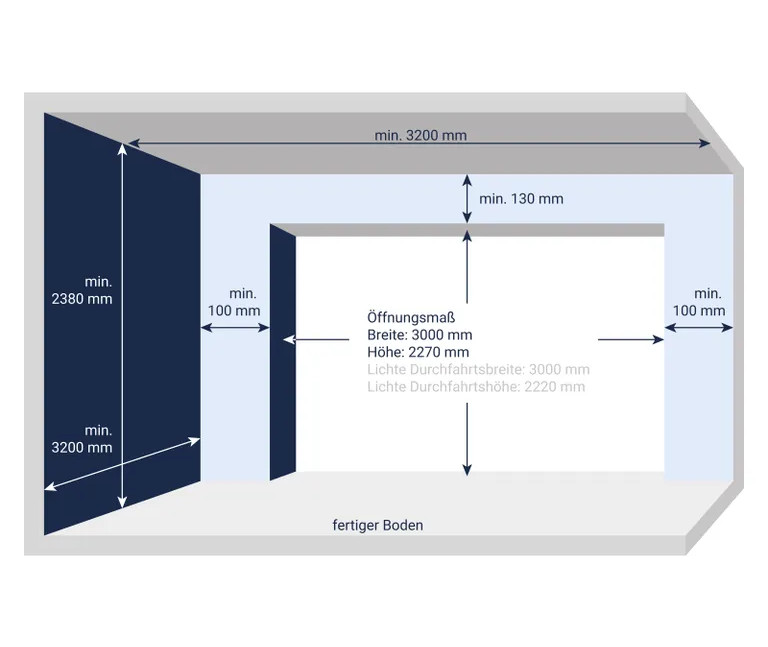 min. 3200 mm
min. 130 mm
min.
2380 mm
min.
100 mm
min.
100 mm
Öffnungsmaß
Breite: 3000 mm
Höhe: 2270 mm
Lichte Durchfahrtsbreite: 3000 mm
Lichte Durchfahrtshöhe: 2220 mm
min.
3200 mm
fertiger Boden